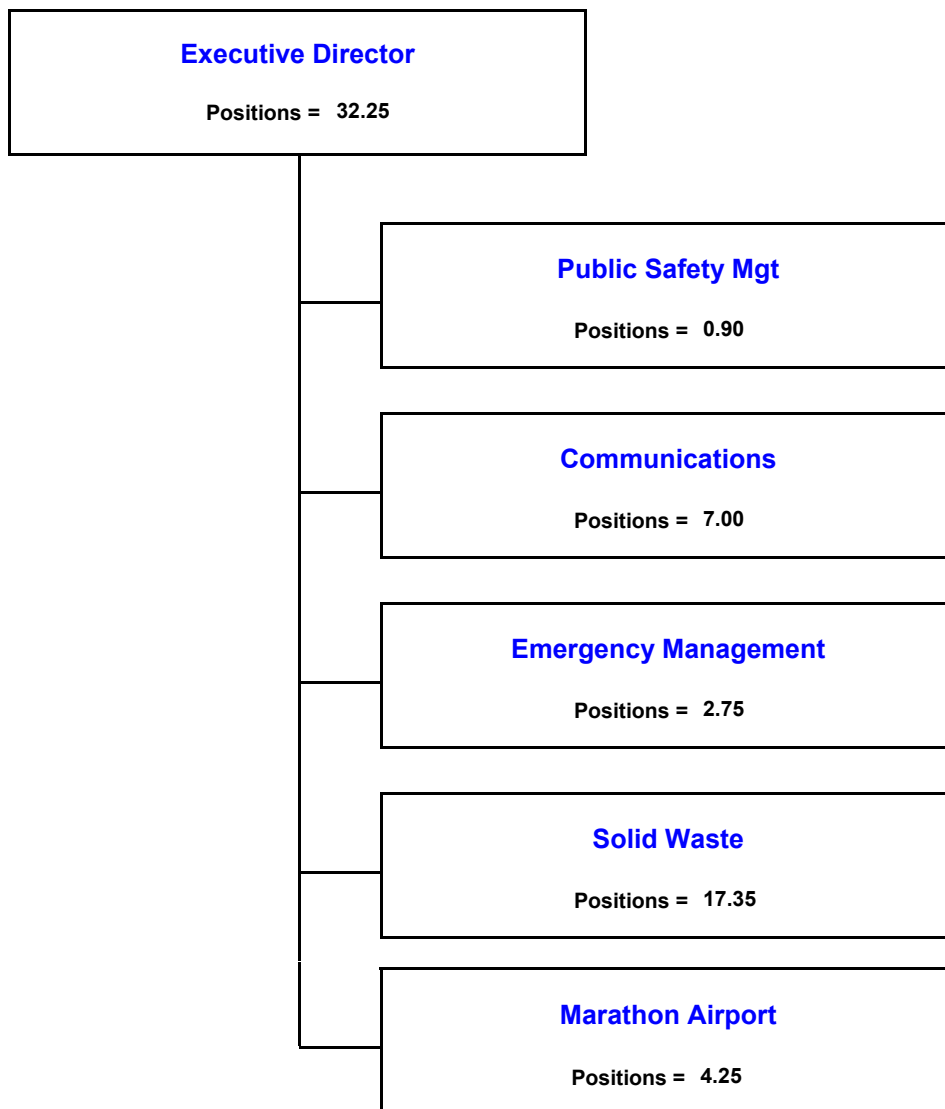 Executive Director
Positions = 32.25
Public Safety Mgt
Positions = 0.90
Communications
Positions = 7.00
Emergency Management
Positions = 2.75
Solid Waste
Positions = 17.35
Marathon Airport
Positions = 4.25